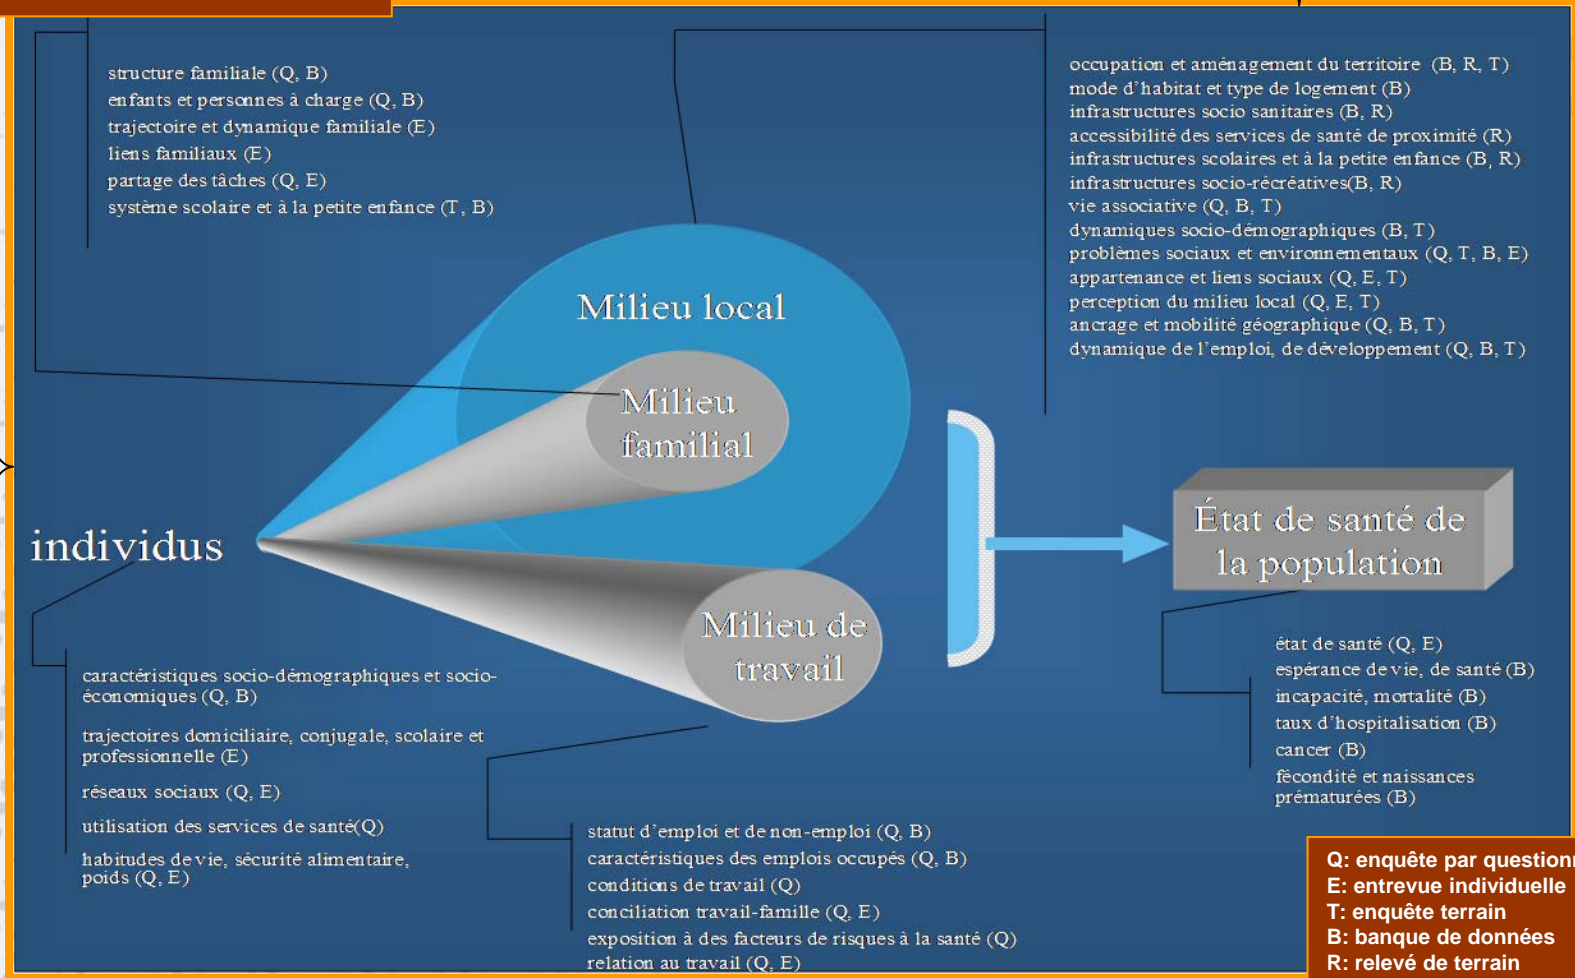 structure familiale (Q, B)
enfants et personnes à charge (Q, B)
trajectoire et dynamique familiale (E)
liens familiaux (E)
partage des tâches (Q, E)
système scolaire et à la petite enfance (T, B)
occupation et aménagement du territoire (B, R, T)
mode d'habitat et type de logement (B)
infrastructures socio sanitaires (B, R)
accessibilité des services de santé de proximité (R)
infrastructures scolaires et à la petite enfance (B, R)
infrastructures socio-récréatives(B, R)
vie associative (Q, B, T)
dynamiques socio-démographiques (B, T)
problèmes sociaux et environnementaux (Q, T, B, E)
appartenance et liens sociaux (Q, E, T)
perception du milieu local (Q, E, T)
ancrage et mobilité géographique (Q, B, T)
dynamique de l'emploi, de développement (Q, B, T)
Milieu local
Milieu
familial
individus
Milieu de
travail
État de santé de
la population
caractéristiques socio-démographiques et socio-
économiques (Q, B)
trajectoires domiciliaire, conjugale, scolaire et
professionnelle (E)
réseaux sociaux (Q, E)
utilisation des services de santé(Q)
habitudes de vie, sécurité alimentaire,
poids (Q, E)
statut d'emploi et de non-emploi (Q, B)
caractéristiques des emplois occupés (Q, B)
conditions de travail (Q)
conciliation travail-famille (Q, E)
exposition à des facteurs de risques à la santé (Q)
relation au travail (Q, E)
état de santé (Q, E)
espérance de vie, de santé (B)
incapacité, mortalité (B)
taux d'hospitalisation (B)
cancer (B)
fécondité et naissances
prématurées (B)
Q: enquête par question
E: entrevue individuelle
T: enquête terrain
B: banque de données
R: relevé de terrain